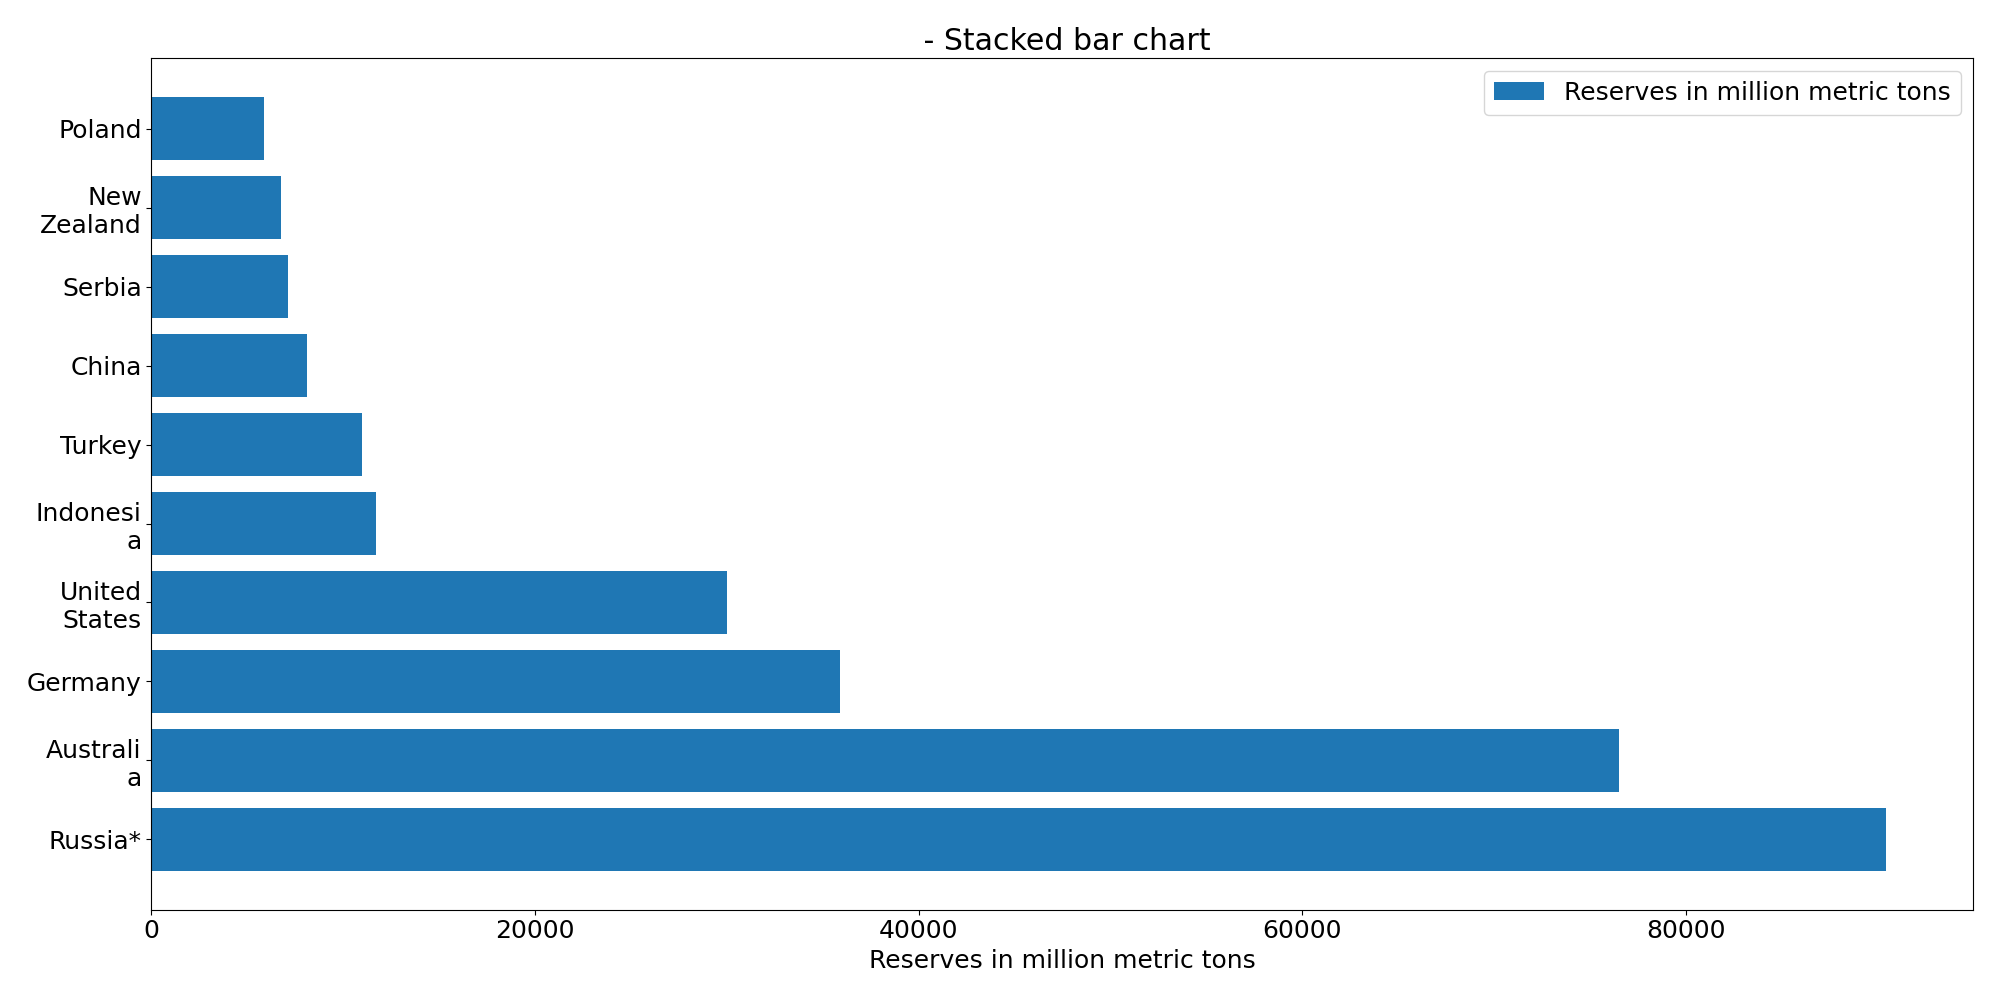 - Stacked bar chart
Reserves in million metric tons
Poland
New
Zealand
Serbia
China
Turkey
Indonesi
a
United
States
Germany
Australi
a
Russia*
0 20000 40000 60000 80000
Reserves in million metric tons